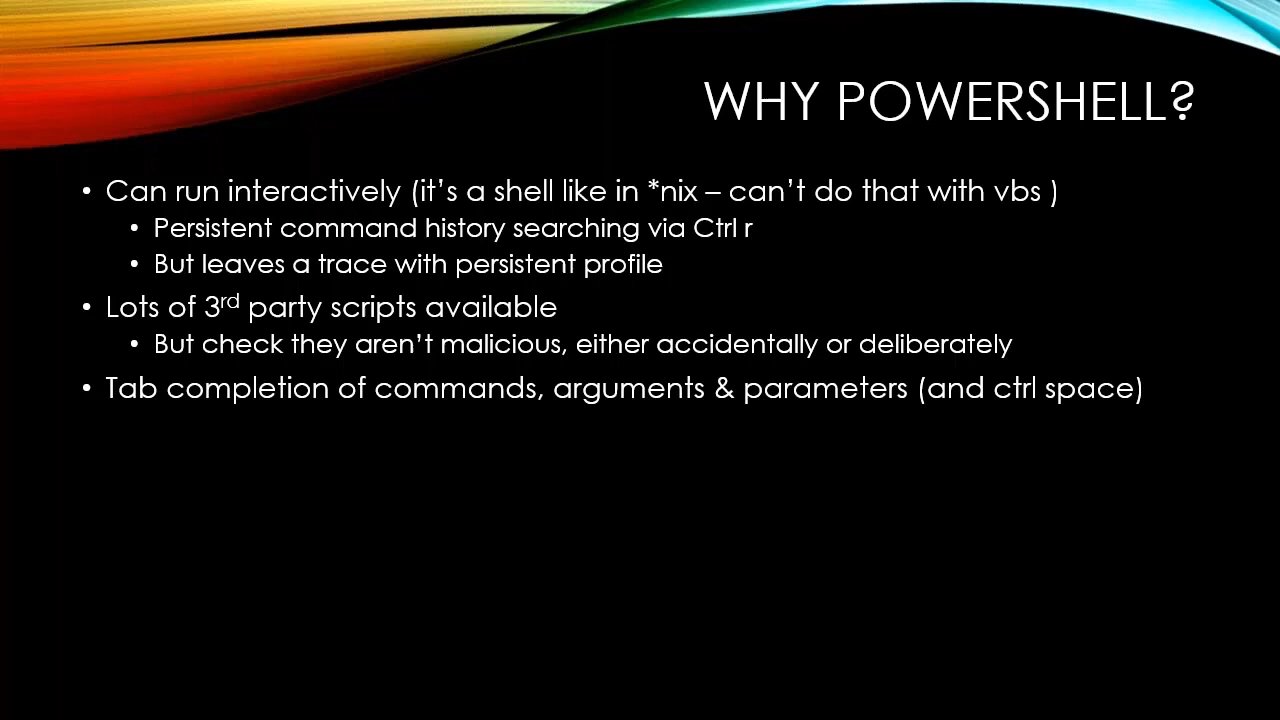 WHY POWERSHELL?
• Can run interactively (it’s a shell like in *nix – can’t do that with vbs )
• Persistent command history searching via Ctrl r
• But leaves a trace with persistent profile
• Lots of 3rd party scripts available
• But check they aren’t malicious, either accidentally or deliberately
• Tab completion of commands, arguments & parameters (and ctrl space)